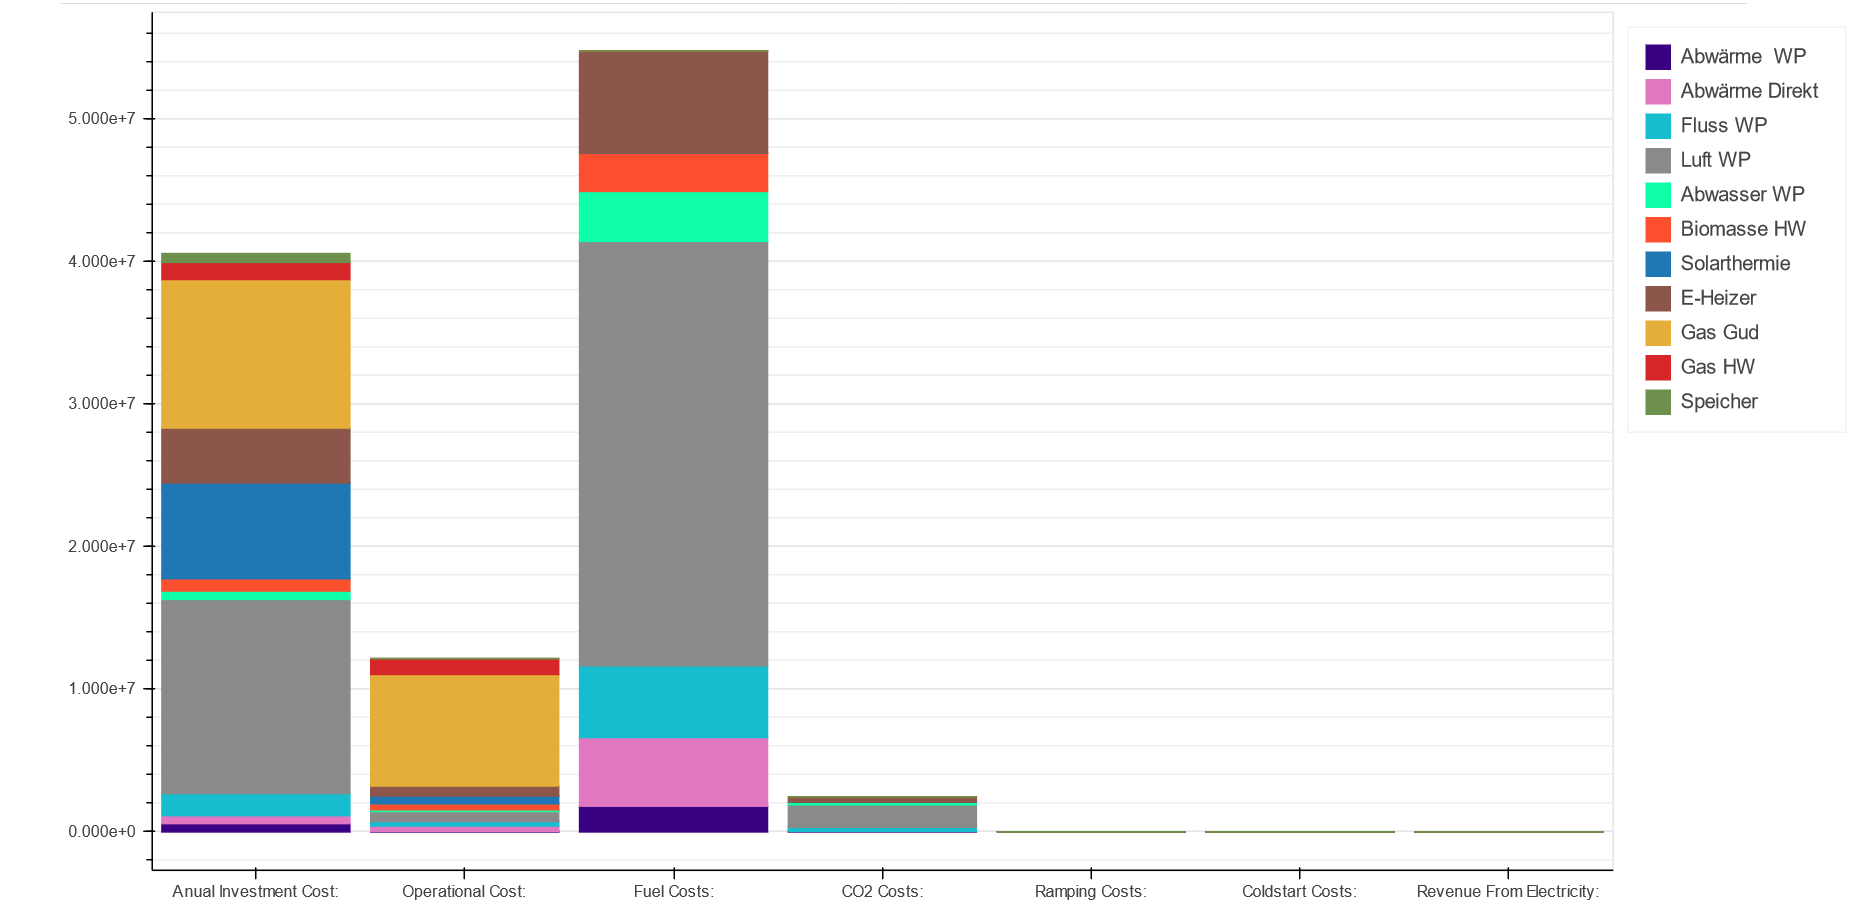 5.000e+7
4.000e+7
3.000e+7
2.000e+7
1.000e+7
0.000e+0
Anual Investment Cost:
Operational Cost:
Fuel Costs:
CO2 Costs:
Ramping Costs:
Coldstart Costs:
Revenue From Electricity:
Abwärme  WP
Abwärme Direkt
Fluss WP
Luft WP
Abwasser WP
Biomasse HW
Solarthermie
E-Heizer
Gas Gud
Gas HW
Speicher